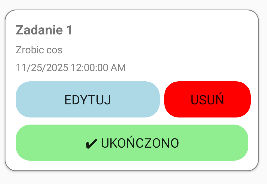 Zadanie 1
Zrobic cos
11/25/2025 12:00:00 AM
EDYTUJ
USUŃ
✔ UKOŃCZONO